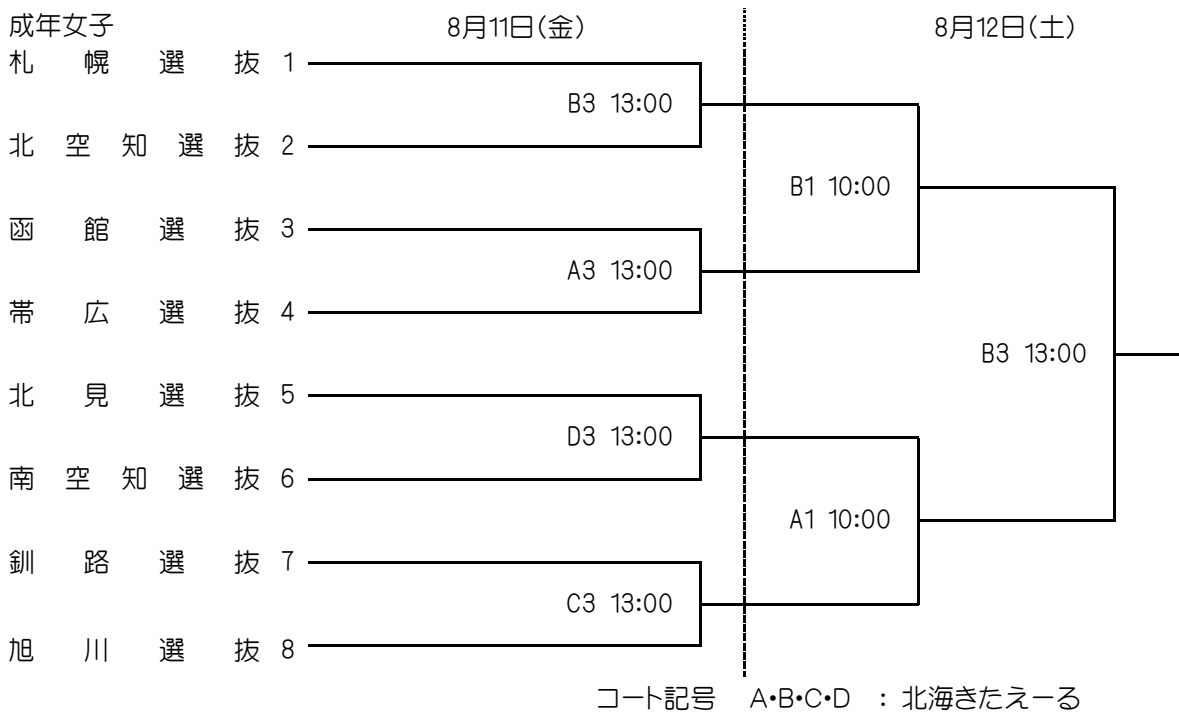 成年女子 8月11日(金) 8月12日(土)
札幌選抜 1
B3 13:00
北空知選抜 2
B1 10:00
函館選抜 3
A3 13:00
帯広選抜 4
B3 13:00
北見選抜 5
D3 13:00
南空知選抜 6
A1 10:00
釧路選抜 7
C3 13:00
旭川選抜 8
コート記号 A・B・C・D : 北海きたえーる